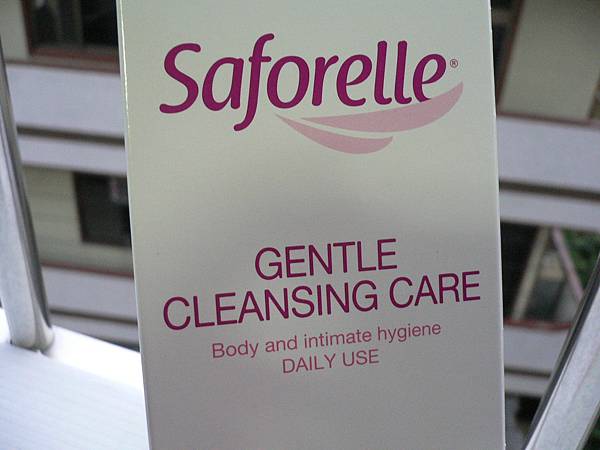 Saforelle®
GENTLE
CLEANSING CARE
Body and intimate hygiene
DAILY USE